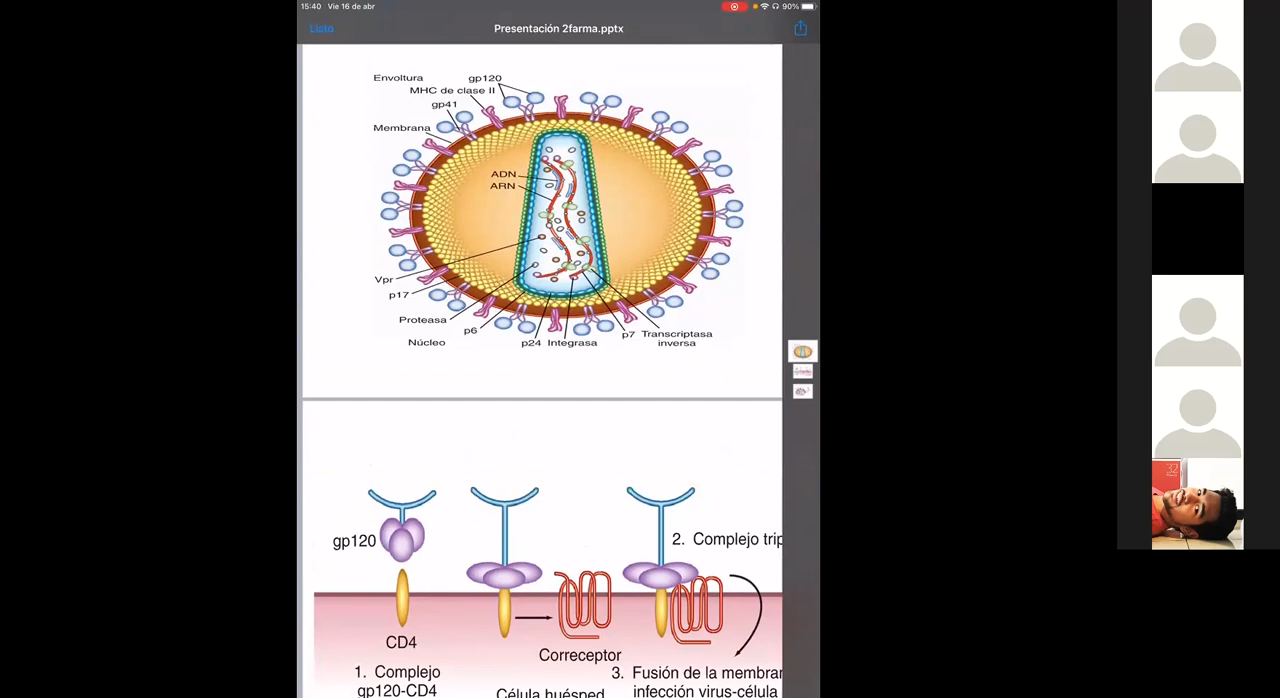 15:40 Vie 16 de abr
90%
Listo
Presentación 2farma.pptx
Envoltura
gp120
MHC de clase II
gp41
Membrana
ADN
ARN
Vpr
p17
Proteasa
p6
Núcleo
p24
Integrasa
p7
Transcriptasa
inversa
gp120
2. Complejo trip
CD4
Correceptor
1. Complejo
gp120-CD4
Célula huésped
3. Fusión de la membran
infección virus-célula
32